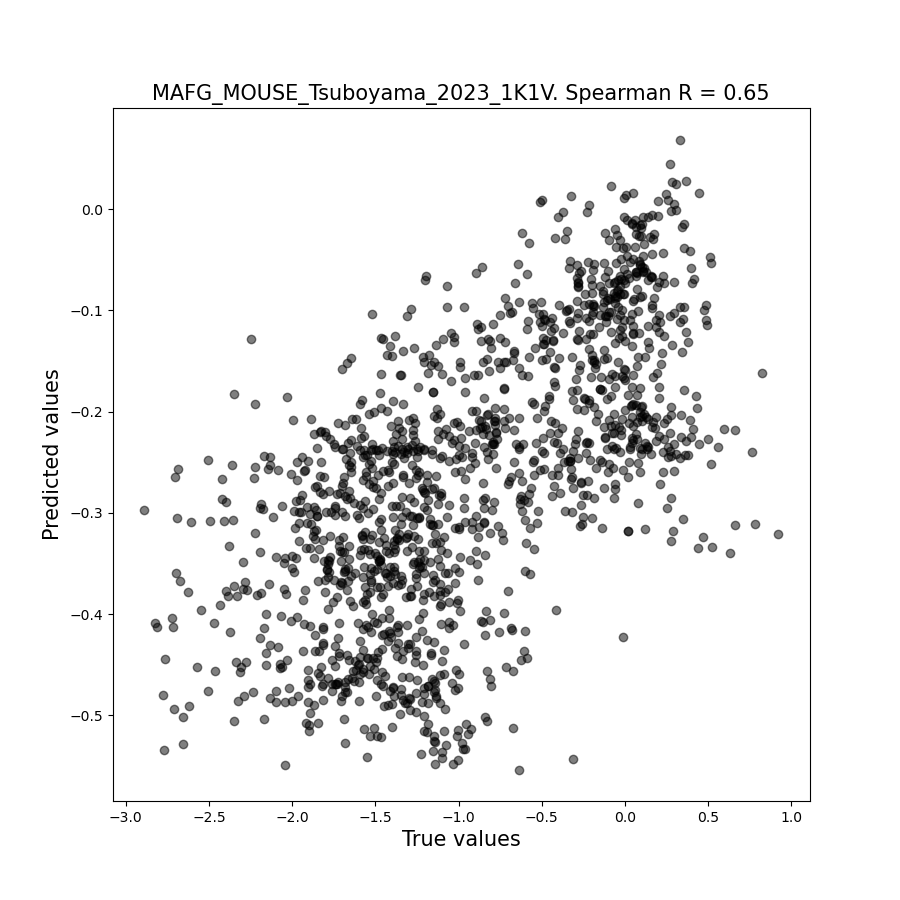 MAFG_MOUSE_Tsuboyama_2023_1K1V. Spearman R = 0.65
Predicted values
0.0
−0.1
−0.2
−0.3
−0.4
−0.5
−3.0 −2.5 −2.0 −1.5 −1.0 −0.5 0.0 0.5 1.0
True values